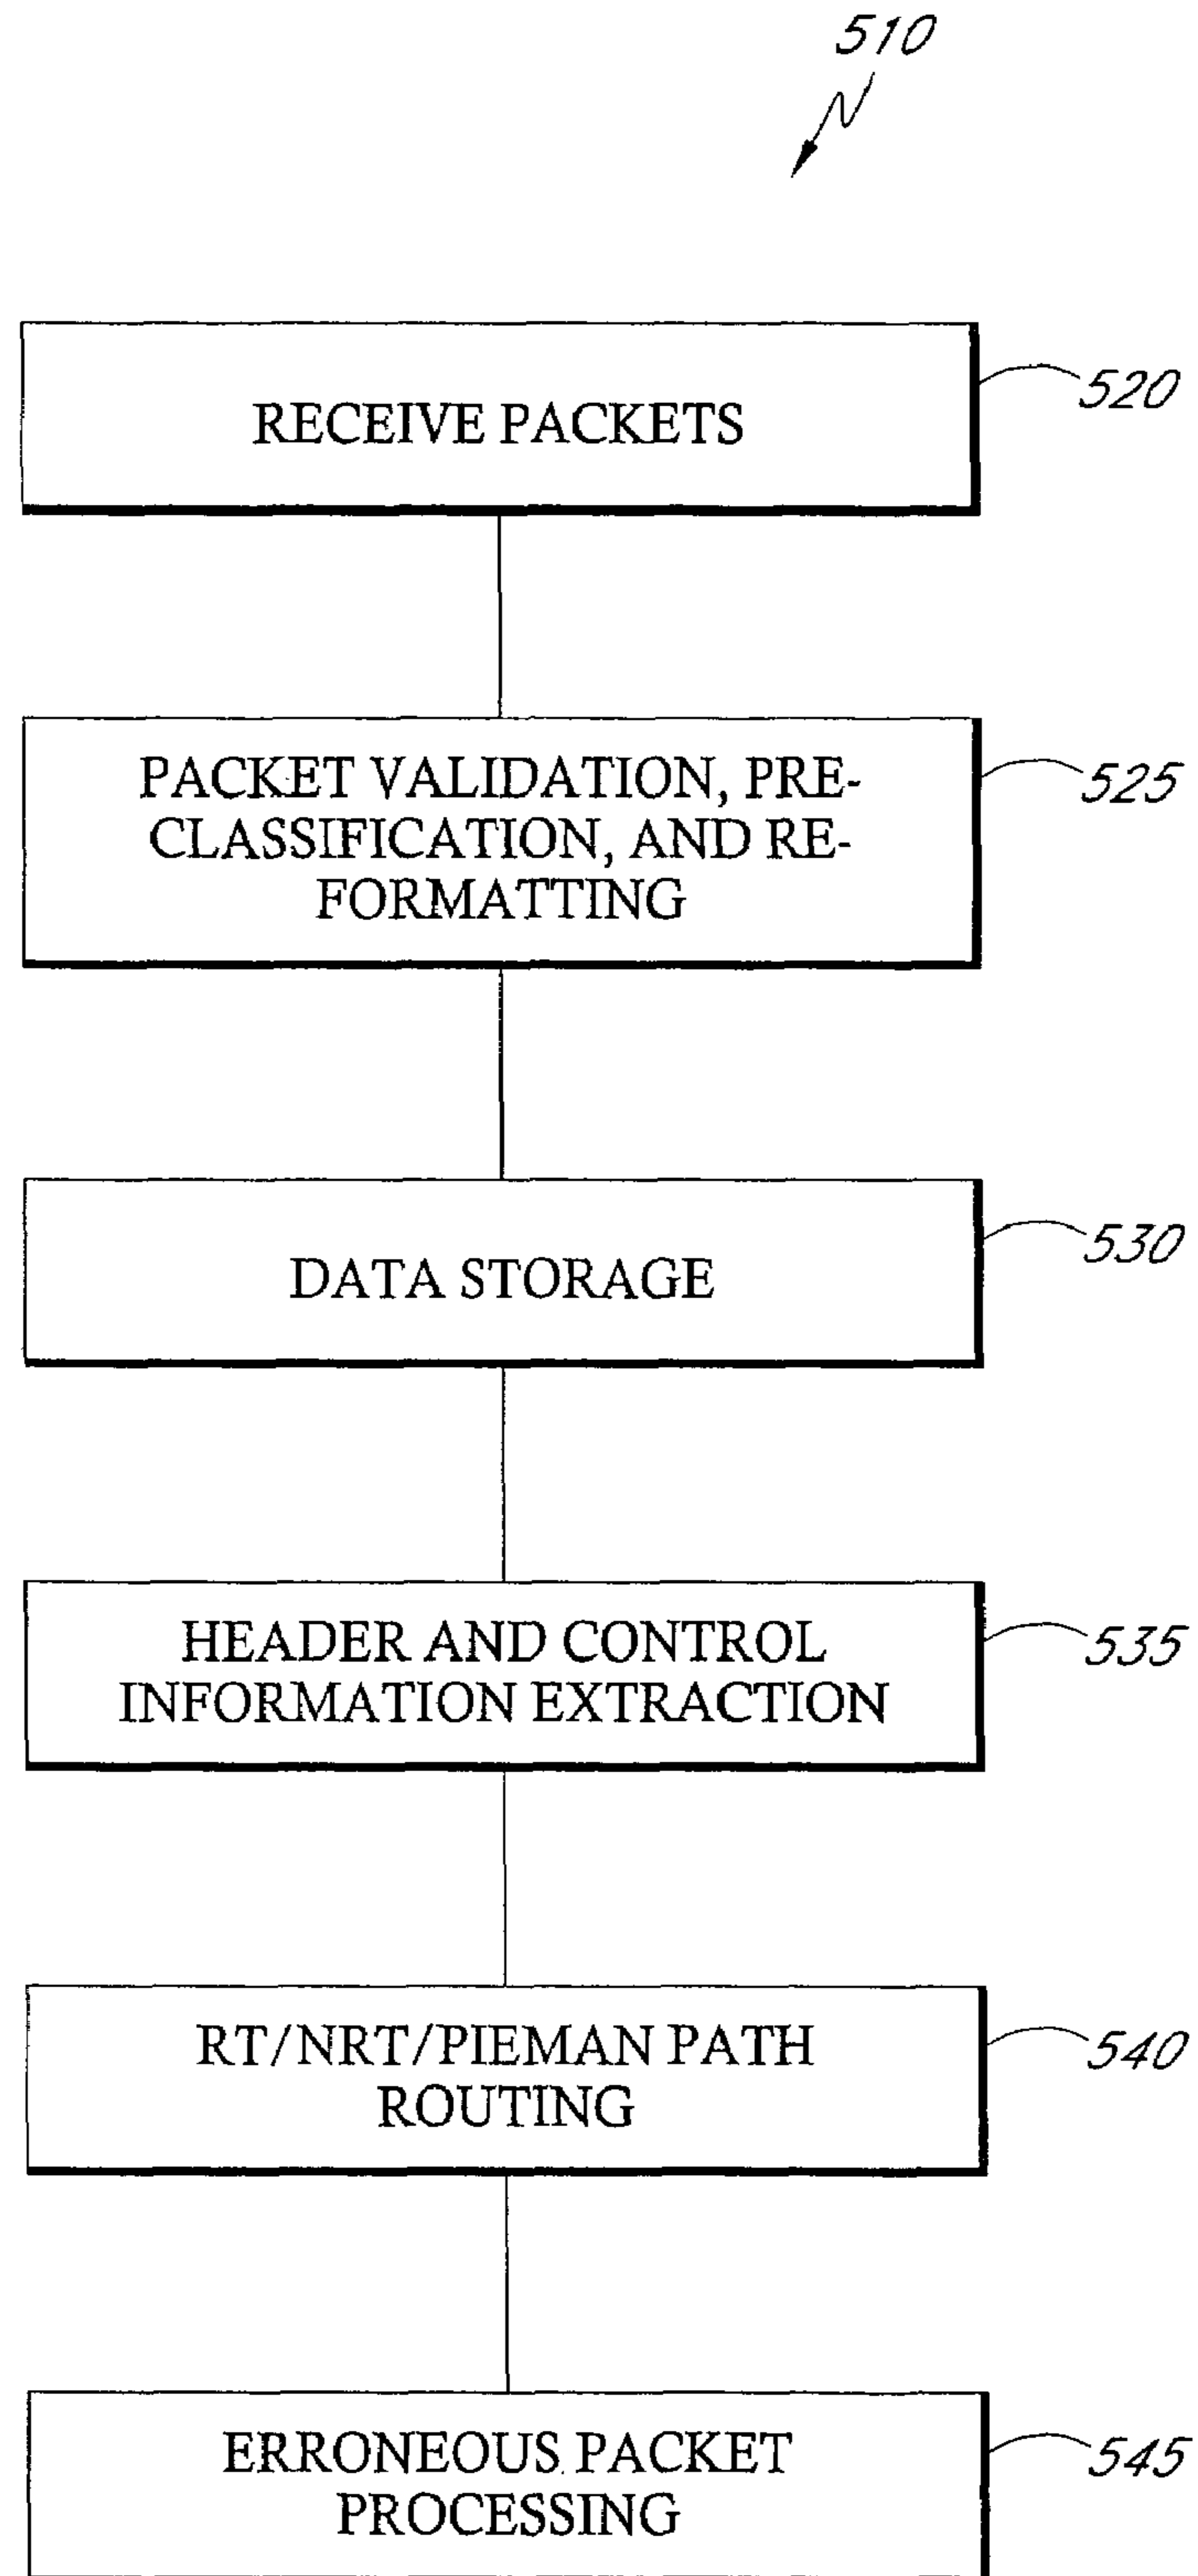 510
RECEIVE PACKETS
520
PACKET VALIDATION, PRE-
CLASSIFICATION, AND RE-
FORMATTING
525
DATA STORAGE
530
HEADER AND CONTROL
INFORMATION EXTRACTION
535
RT/NRT/PIEMAN PATH
ROUTING
540
ERRONEOUS PACKET
PROCESSING
545